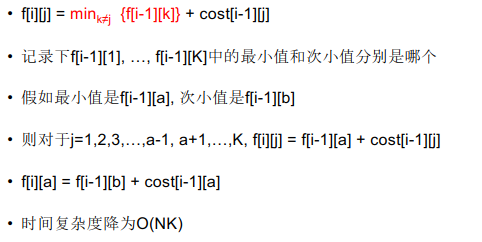 • f[i][j] = min k≠j {f[i-1][k]} + cost[i-1][j]
• 记录下f[i-1][1], …, f[i-1][K]中的最小值和次小值分别是哪个
• 假如最小值是f[i-1][a], 次小值是f[i-1][b]
• 则对于j=1,2,3,…,a-1, a+1,…,K, f[i][j] = f[i-1][a] + cost[i-1][j]
• f[i][a] = f[i-1][b] + cost[i-1][a]
• 时间复杂度降为O(NK)